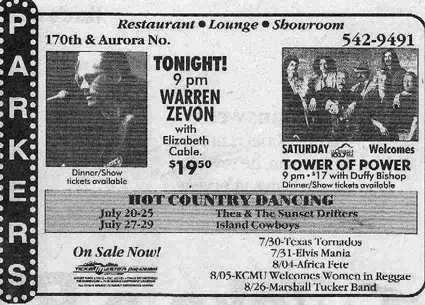 PARKERS
Restaurant • Lounge • Showroom
170th & Aurora No.
542-9491
TONIGHT!
9 pm
WARREN
ZEVON
with
Elizabeth
Cable.
$19.50
Dinner/Show
tickets available
SATURDAY Welcomes
TOWER OF POWER
9 pm • $17 with Duffy Bishop
Dinner/Show tickets available
HOT COUNTRY DANCING
July 20-25 Thea & The Sunset Drifters
July 27-29 Island Cowboys
On Sale Now!
TICKETMASTER
7/30-Texas Tornados
7/31-Elvis Mania
8/04-Africa Fete
8/05-KCMU Welcomes Women in Reggae
8/26-Marshall Tucker Band